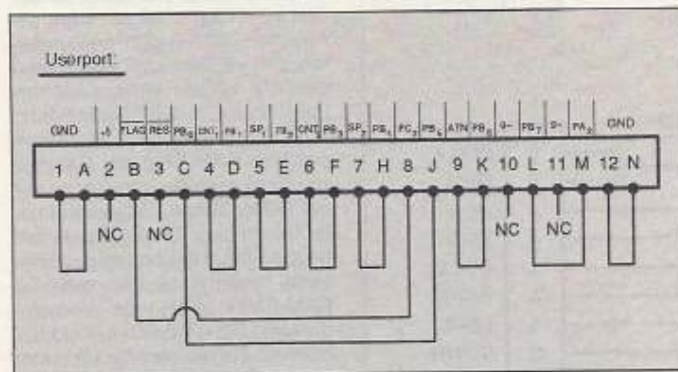 Userport:
GND +5 FLAG RES PB₀ CNT₁ PB₁ SP₁ PB₂ CNT₂ PB₃ SP₂ PB₄ PC₂ PB₅ ATN PB₆ 9~ PB₇ 9~ PA₂ GND
1 A 2 B 3 C 4 D 5 E 6 F 7 H 8 J 9 K 10 L 11 M 12 N
NC NC NC NC